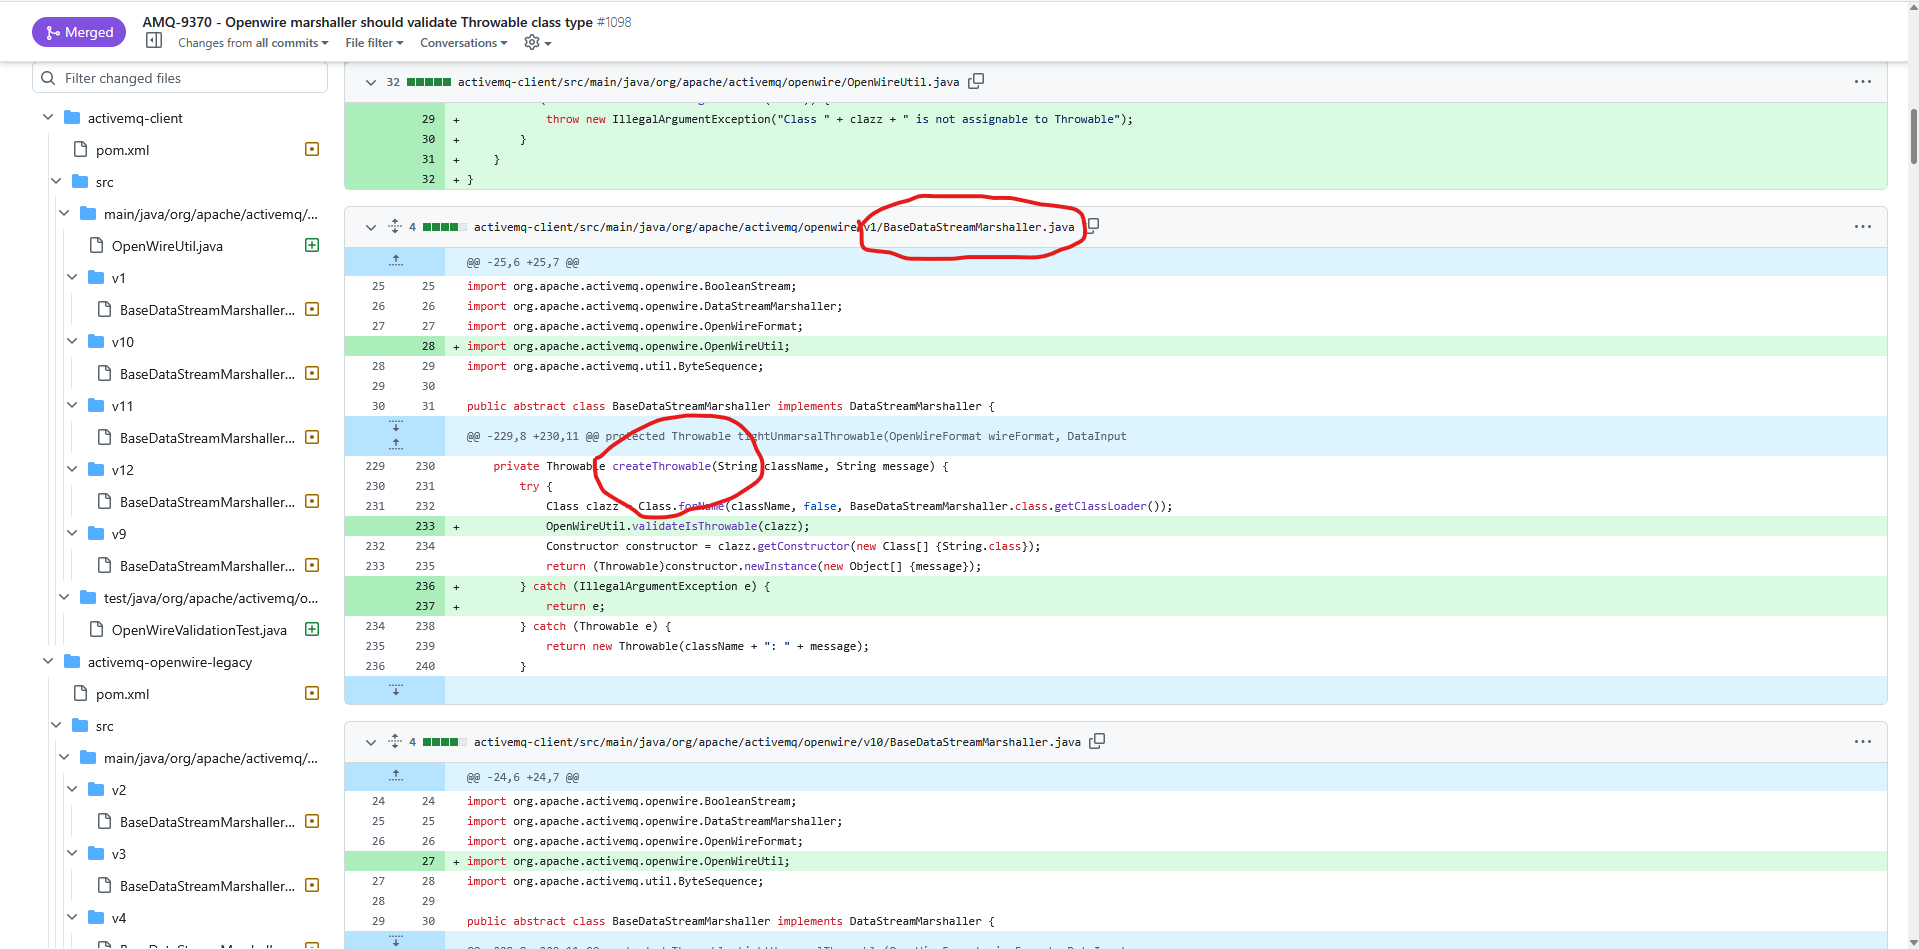 Merged
AMQ-9370 - Openwire marshaller should validate Throwable class type #1098
Changes from all commits File filter Conversations
Filter changed files
activemq-client
pom.xml
src
main/java/org/apache/activemq/...
OpenWireUtil.java
v1
BaseDataStreamMarshaller...
v10
BaseDataStreamMarshaller...
v11
BaseDataStreamMarshaller...
v12
BaseDataStreamMarshaller...
v9
BaseDataStreamMarshaller...
test/java/org/apache/activemq/o...
OpenWireValidationTest.java
activemq-openwire-legacy
pom.xml
src
main/java/org/apache/activemq/...
v2
BaseDataStreamMarshaller...
v3
BaseDataStreamMarshaller...
v4
32 activemq-client/src/main/java/org/apache/activemq/openwire/OpenWireUtil.java
29 + throw new IllegalArgumentException("Class " + clazz + " is not assignable to Throwable");
30 + }
31 + }
32 + }
4 activemq-client/src/main/java/org/apache/activemq/openwire/v1/BaseDataStreamMarshaller.java
@@ -25,6 +25,7 @@
25 25 import org.apache.activemq.openwire.BooleanStream;
26 26 import org.apache.activemq.openwire.DataStreamMarshaller;
27 27 import org.apache.activemq.openwire.OpenWireFormat;
28 + import org.apache.activemq.openwire.OpenWireUtil;
28 29 import org.apache.activemq.util.ByteSequence;
29 30
30 31 public abstract class BaseDataStreamMarshaller implements DataStreamMarshaller {
@@ -229,8 +230,11 @@ protected Throwable tightUnmarsalThrowable(OpenWireFormat wireFormat, DataInput
229 230 private Throwable createThrowable(String className, String message) {
230 231 try {
231 232 Class clazz = Class.forName(className, false, BaseDataStreamMarshaller.class.getClassLoader());
233 + OpenWireUtil.validateIsThrowable(clazz);
232 234 Constructor constructor = clazz.getConstructor(new Class[] {String.class});
233 235 return (Throwable)constructor.newInstance(new Object[] {message});
236 + } catch (IllegalArgumentException e) {
237 + return e;
234 238 } catch (Throwable e) {
235 239 return new Throwable(className + ": " + message);
236 240 }
4 activemq-client/src/main/java/org/apache/activemq/openwire/v10/BaseDataStreamMarshaller.java
@@ -24,6 +24,7 @@
24 24 import org.apache.activemq.openwire.BooleanStream;
25 25 import org.apache.activemq.openwire.DataStreamMarshaller;
26 26 import org.apache.activemq.openwire.OpenWireFormat;
27 + import org.apache.activemq.openwire.OpenWireUtil;
27 28 import org.apache.activemq.util.ByteSequence;
28 29
29 30 public abstract class BaseDataStreamMarshaller implements DataStreamMarshaller {